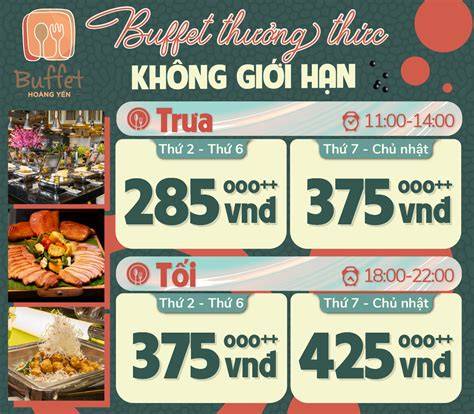 Buffet
HOÀNG YẾN
Buffet thưởng thức
KHÔNG GIỚI HẠN
Trưa
11:00-14:00
Thứ 2 - Thứ 6
285 000++ vnđ
Thứ 7 - Chủ nhật
375 000++ vnđ
Tối
18:00-22:00
Thứ 2 - Thứ 6
375 000++ vnđ
Thứ 7 - Chủ nhật
425 000++ vnđ